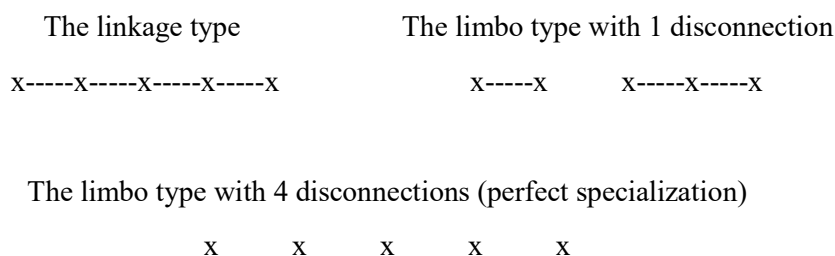 The linkage type The limbo type with 1 disconnection
x-----x-----x-----x-----x x-----x x-----x-----x
The limbo type with 4 disconnections (perfect specialization)
x x x x x